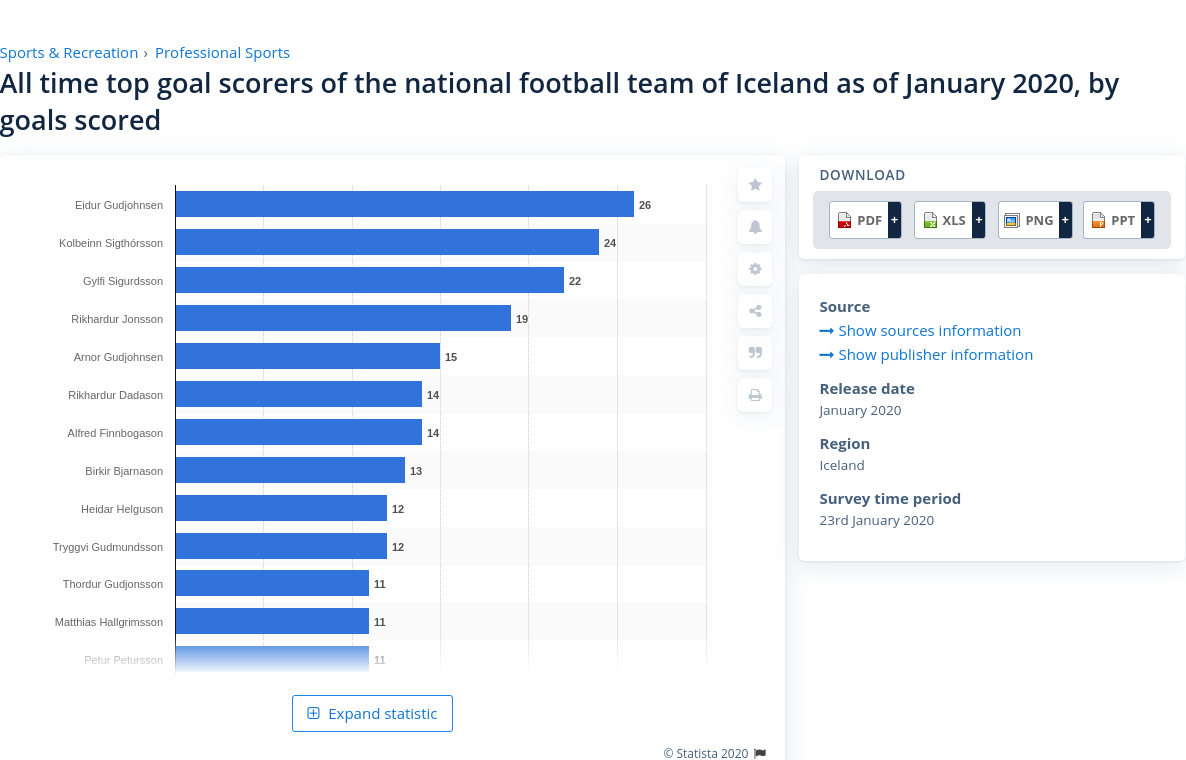 Sports & Recreation › Professional Sports
All time top goal scorers of the national football team of Iceland as of January 2020, by
goals scored
Eidur Gudjohnsen 26
Kolbeinn Sigthórsson 24
Gylfi Sigurdsson 22
Rikhardur Jonsson 19
Arnor Gudjohnsen 15
Rikhardur Dadason 14
Alfred Finnbogason 14
Birkir Bjarnason 13
Heidar Helguson 12
Tryggvi Gudmundsson 12
Thordur Gudjonsson 11
Matthias Hallgrimsson 11
Petur Petursson 11
Expand statistic
© Statista 2020
DOWNLOAD
PDF + XLS + PNG + PPT +
Source
Show sources information
Show publisher information
Release date
January 2020
Region
Iceland
Survey time period
23rd January 2020